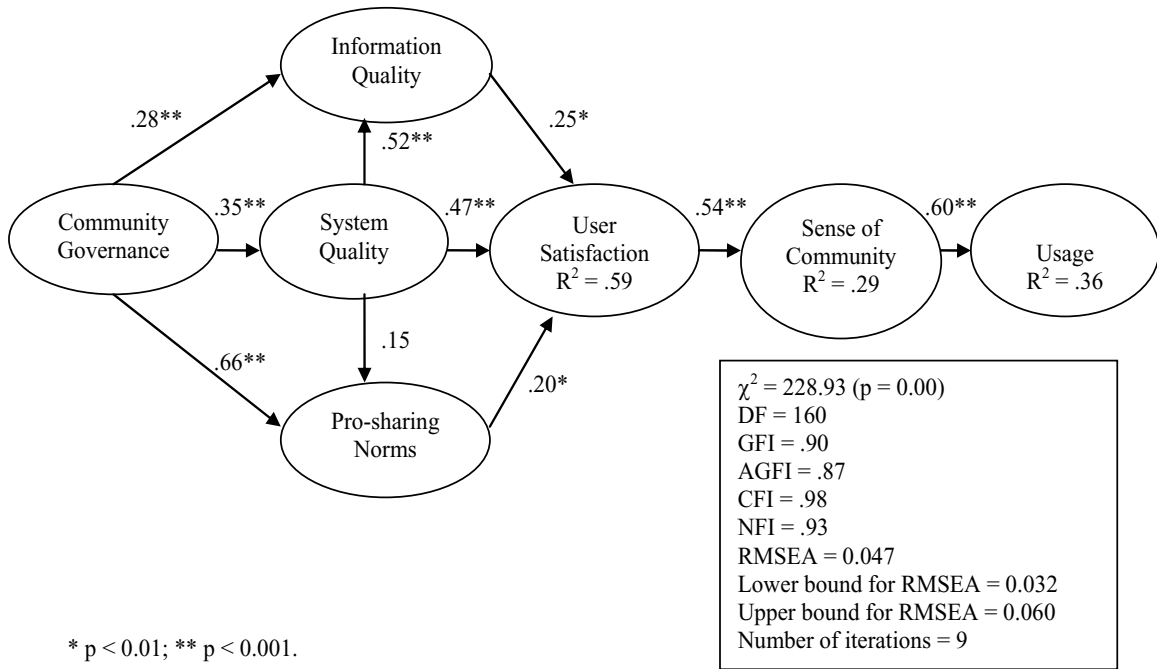 Information
Quality
.28**
.25*
.52**
Community
Governance
.35**
System
Quality
.47**
User
Satisfaction
R² = .59
.54**
Sense of
Community
R² = .29
.60**
Usage
R² = .36
.66**
.15
.20*
Pro-sharing
Norms
χ² = 228.93 (p = 0.00)
DF = 160
GFI = .90
AGFI = .87
CFI = .98
NFI = .93
RMSEA = 0.047
Lower bound for RMSEA = 0.032
Upper bound for RMSEA = 0.060
Number of iterations = 9
* p < 0.01; ** p < 0.001.